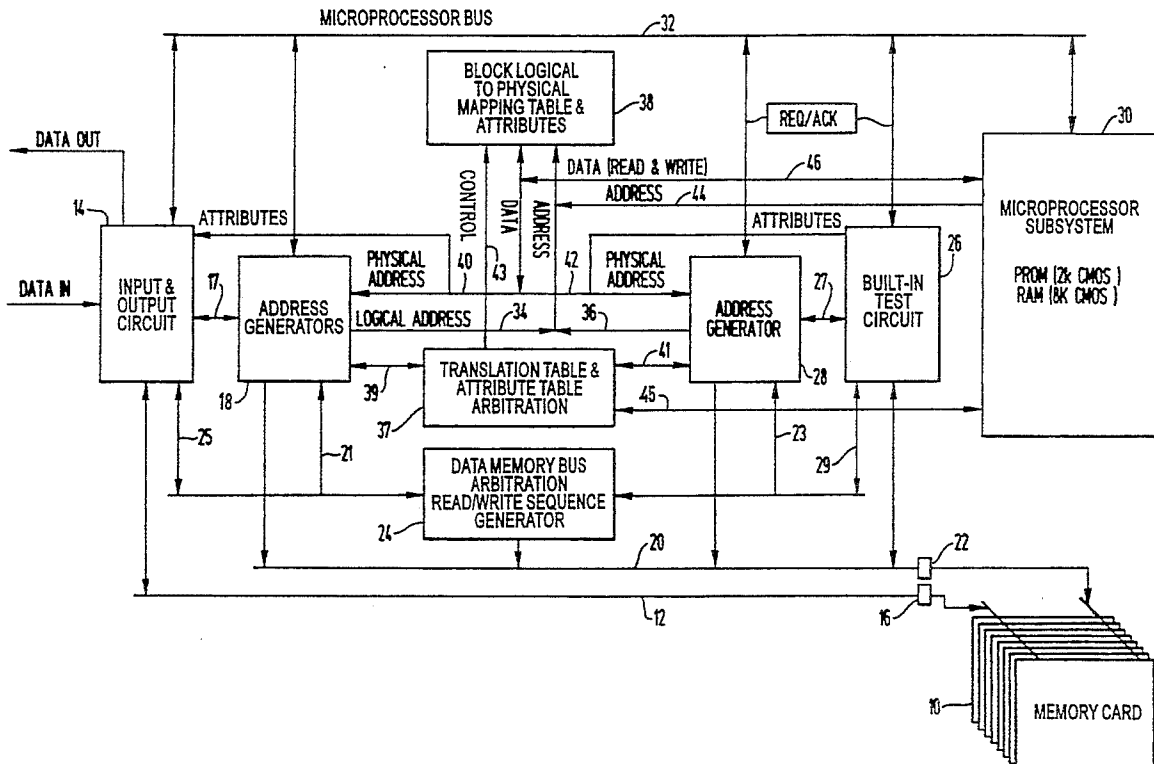 MICROPROCESSOR BUS
32
BLOCK LOGICAL
TO PHYSICAL
MAPPING TABLE &
ATTRIBUTES
38
REQ/ACK
30
DATA OUT
DATA (READ & WRITE)
46
ADDRESS
44
14
ATTRIBUTES
CONTROL
DATA
ADDRESS
ATTRIBUTES
MICROPROCESSOR
SUBSYSTEM
PROM (2k CMOS )
RAM (8K CMOS )
26
PHYSICAL
ADDRESS
40
43
42
PHYSICAL
ADDRESS
DATA IN
INPUT &
OUTPUT
CIRCUIT
17
ADDRESS
GENERATORS
LOGICAL ADDRESS
34
36
ADDRESS
GENERATOR
27
BUILT-IN
TEST
CIRCUIT
18
39
TRANSLATION TABLE &
ATTRIBUTE TABLE
ARBITRATION
37
41
28
45
25
21
23
29
DATA MEMORY BUS
ARBITRATION
READ/WRITE SEQUENCE
GENERATOR
24
20
22
12
16
10
MEMORY CARD